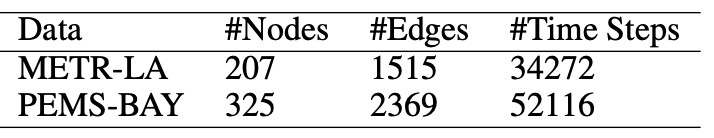 Data #Nodes #Edges #Time Steps
METR-LA 207 1515 34272
PEMS-BAY 325 2369 52116